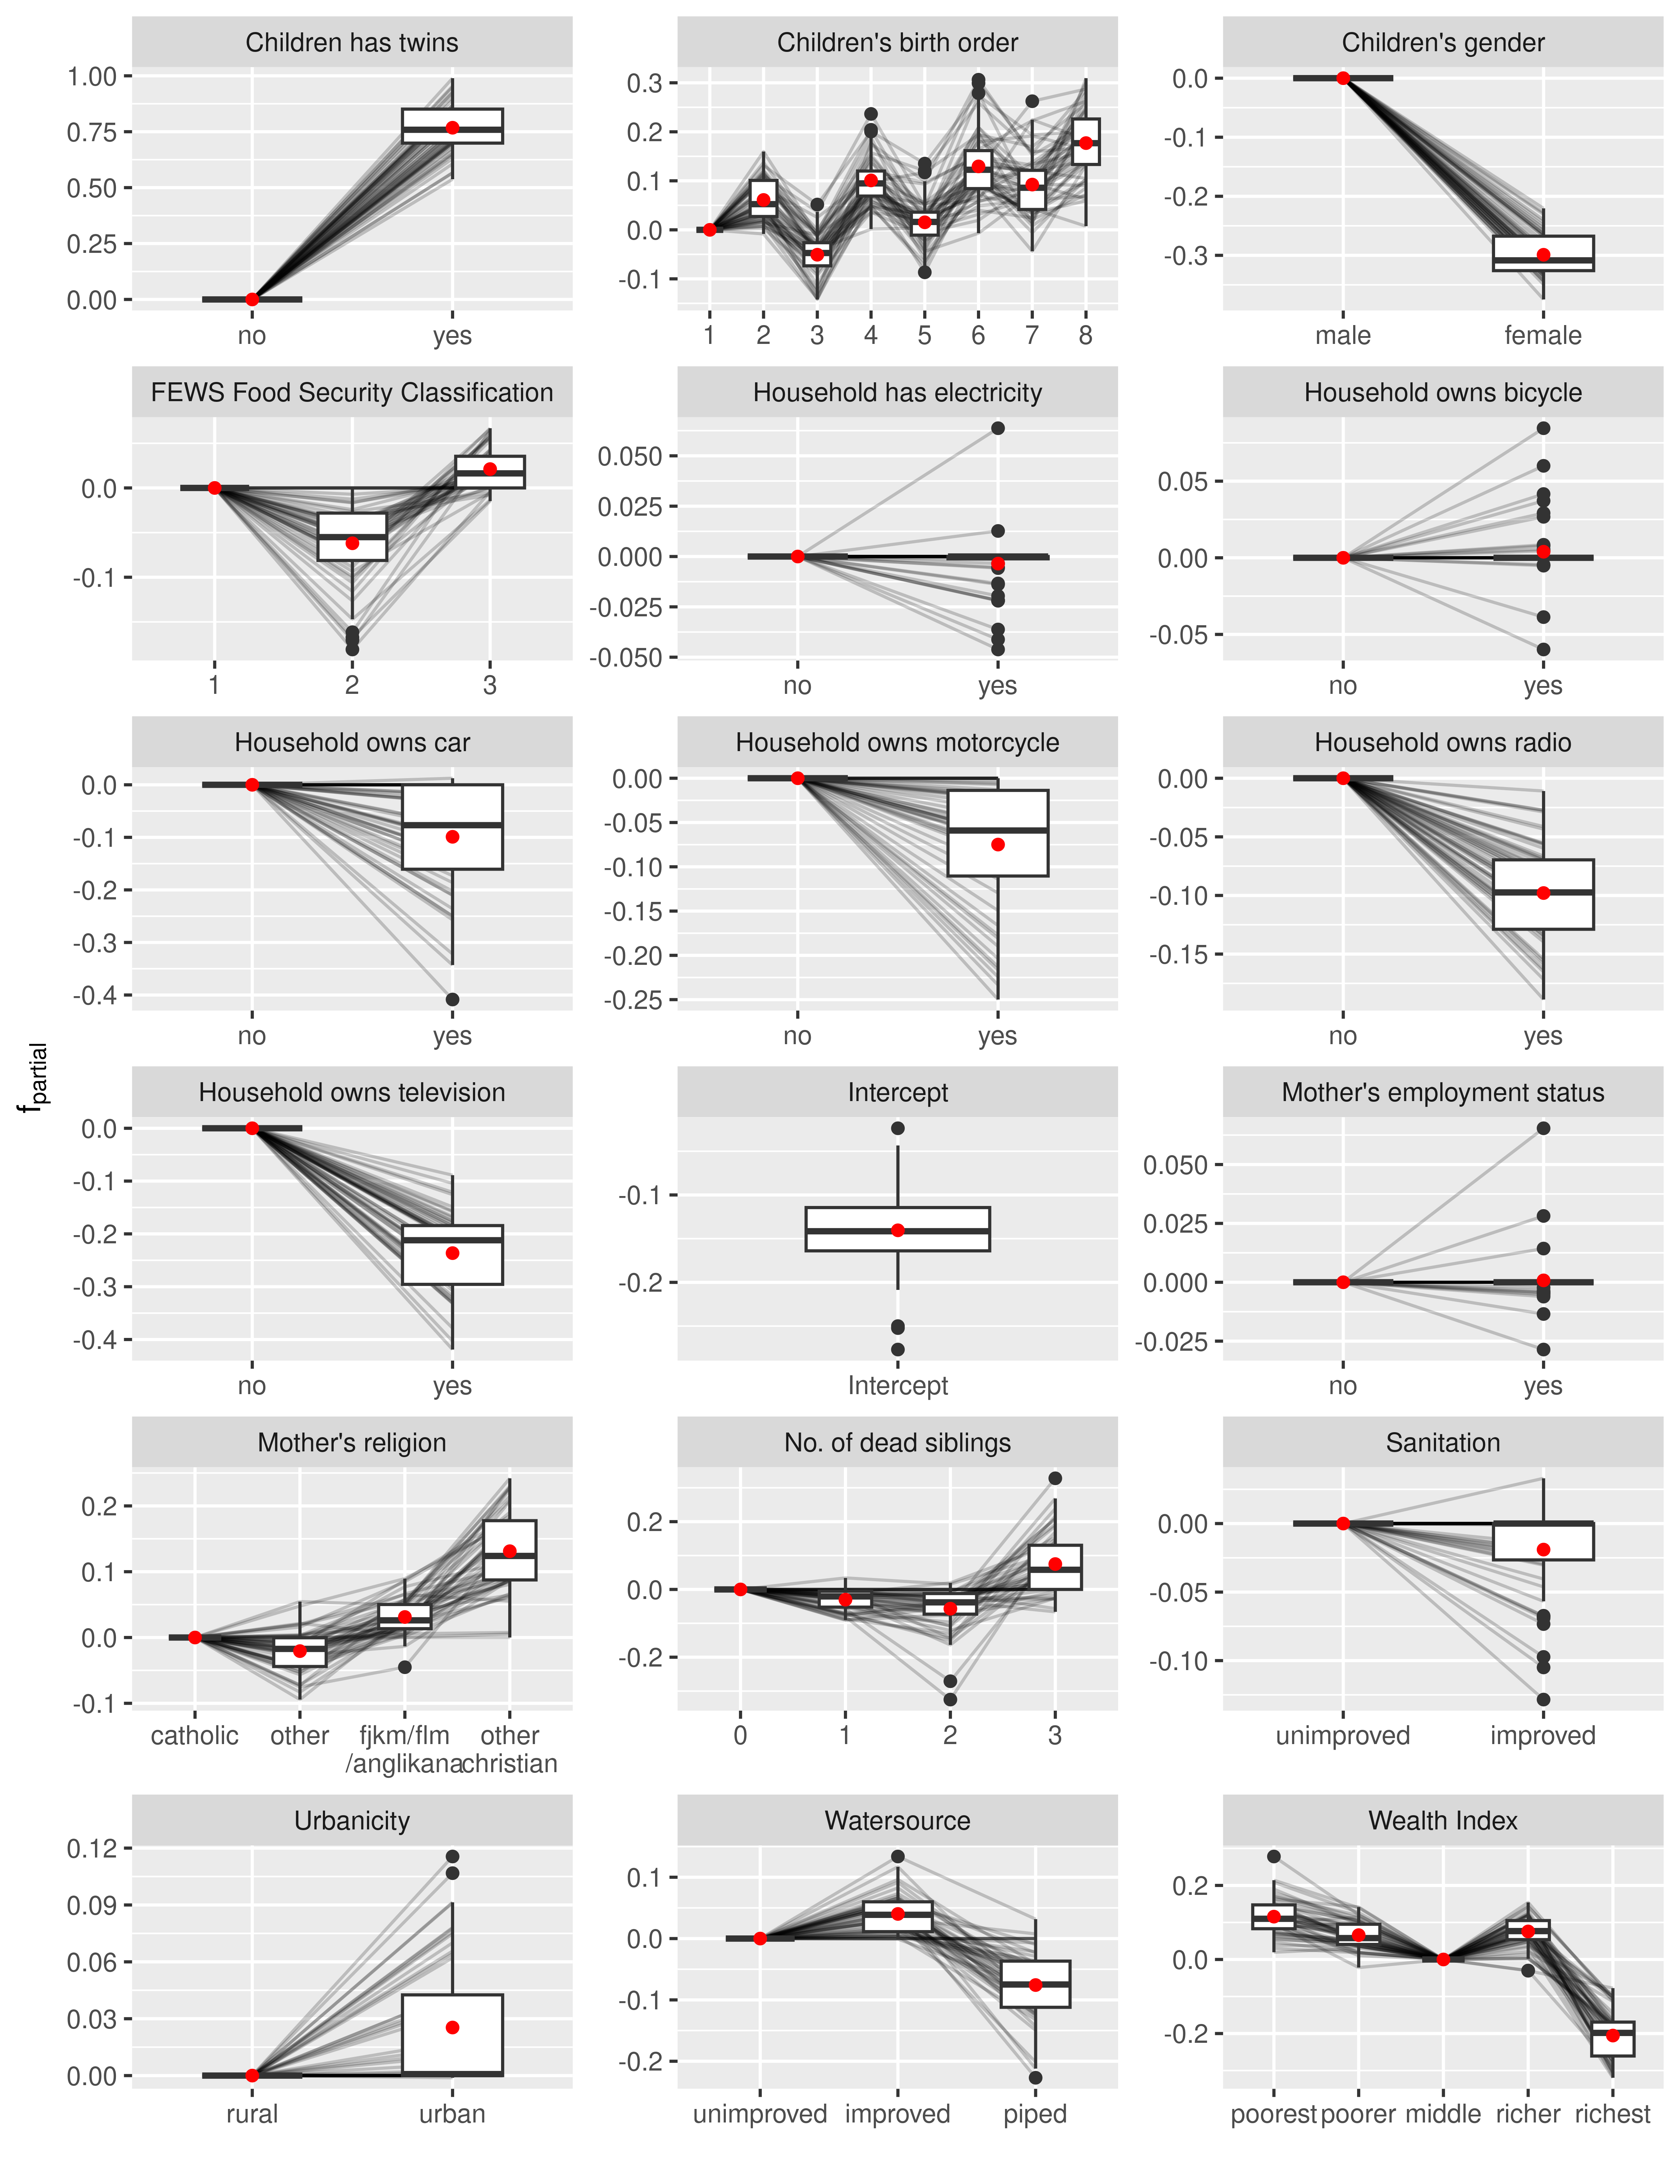 Children has twins
1.00
0.75
0.50
0.25
0.00
no yes
Children's birth order
0.3
0.2
0.1
0.0
-0.1
1 2 3 4 5 6 7 8
Children's gender
0.0
-0.1
-0.2
-0.3
male female
FEWS Food Security Classification
0.0
-0.1
1 2 3
Household has electricity
0.050
0.025
0.000
-0.025
-0.050
no yes
Household owns bicycle
0.05
0.00
-0.05
no yes
Household owns car
0.0
-0.1
-0.2
-0.3
-0.4
no yes
Household owns motorcycle
0.00
-0.05
-0.10
-0.15
-0.20
-0.25
no yes
Household owns radio
0.00
-0.05
-0.10
-0.15
no yes
fpartial
Household owns television
0.0
-0.1
-0.2
-0.3
-0.4
no yes
Intercept
-0.1
-0.2
Intercept
Mother's employment status
0.050
0.025
0.000
-0.025
no yes
Mother's religion
0.2
0.1
0.0
-0.1
catholic other fjkm/flm other
/anglikana christian
No. of dead siblings
0.2
0.0
-0.2
0 1 2 3
Sanitation
0.00
-0.05
-0.10
unimproved improved
Urbanicity
0.12
0.09
0.06
0.03
0.00
rural urban
Watersource
0.1
0.0
-0.1
-0.2
unimproved improved piped
Wealth Index
0.2
0.0
-0.2
poorest poorer middle richer richest